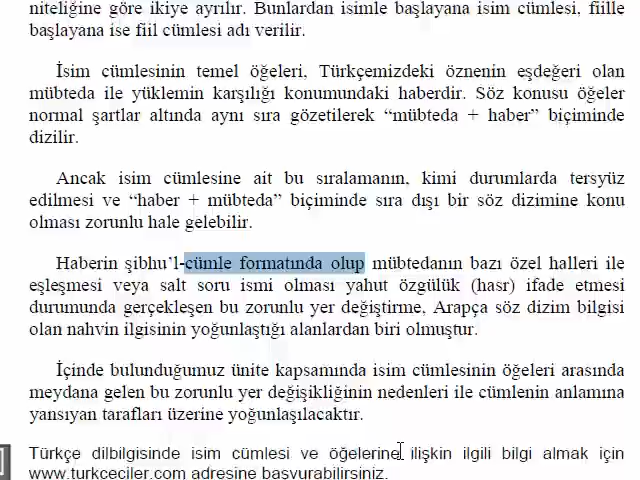 niteliğine göre ikiye ayrılır. Bunlardan isimle başlayana isim cümlesi, fiille
başlayana ise fiil cümlesi adı verilir.
İsim cümlesinin temel öğeleri, Türkçemizdeki öznenin eşdeğeri olan
mübteda ile yüklemin karşılığı konumundaki haberdir. Söz konusu öğeler
normal şartlar altında aynı sıra gözetilerek “mübteda + haber” biçiminde
dizilir.
Ancak isim cümlesine ait bu sıralamanın, kimi durumlarda tersyüz
edilmesi ve “haber + mübteda” biçiminde sıra dışı bir söz dizimine konu
olması zorunlu hale gelebilir.
Haberin şibhu’l-cümle formatında olup mübtedanın bazı özel halleri ile
eşleşmesi veya salt soru ismi olması yahut özgülük (hasr) ifade etmesi
durumunda gerçekleşen bu zorunlu yer değiştirme, Arapça söz dizim bilgisi
olan nahvin ilgisinin yoğunlaştığı alanlardan biri olmuştur.
İçinde bulunduğumuz ünite kapsamında isim cümlesinin öğeleri arasında
meydana gelen bu zorunlu yer değişikliğinin nedenleri ile cümlenin anlamına
yansıyan tarafları üzerine yoğunlaşılacaktır.
Türkçe dilbilgisinde isim cümlesi ve öğelerine ilişkin ilgili bilgi almak için
www.turkceciler.com adresine başvurabilirsiniz.